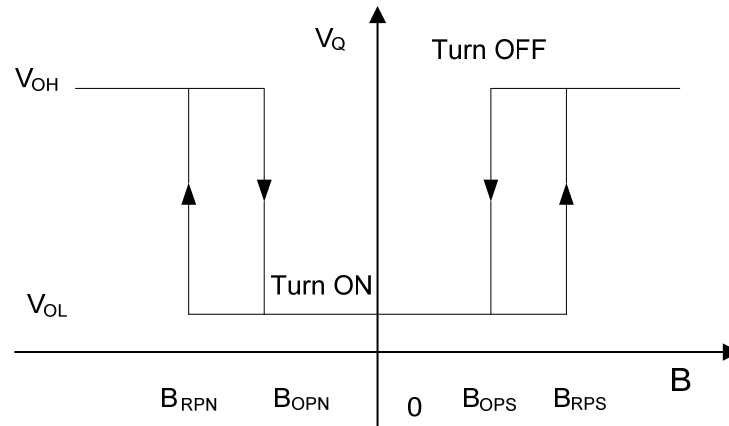 VQ
Turn OFF
VOH
Turn ON
VOL
B
BRPN
BOPN
0
BOPS
BRPS